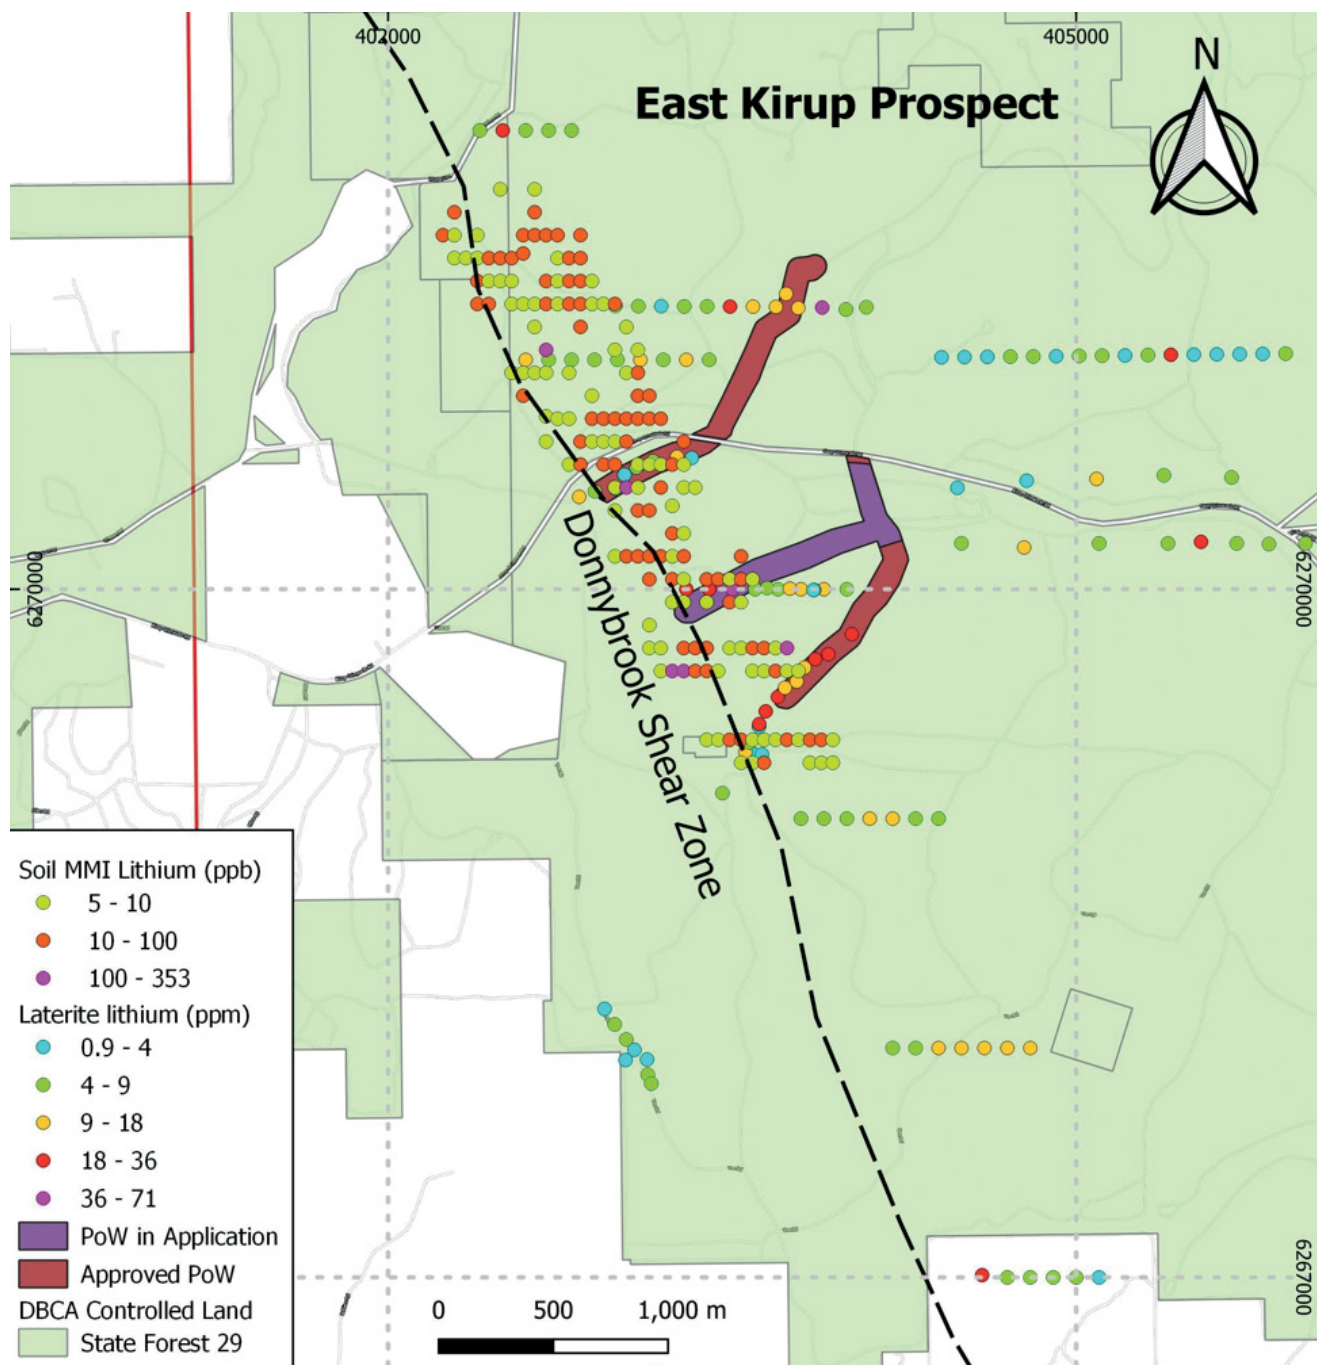 402000
405000
N
East Kirup Prospect
6270000
6270000
Donnybrook Shear Zone
6267000
Soil MMI Lithium (ppb)
5 - 10
10 - 100
100 - 353
Laterite lithium (ppm)
0.9 - 4
4 - 9
9 - 18
18 - 36
36 - 71
PoW in Application
Approved PoW
DBCA Controlled Land
State Forest 29
0 500 1,000 m